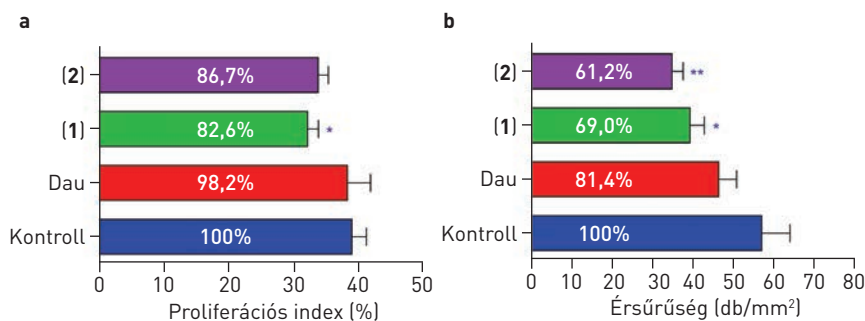 a
(2)
86,7%
(1)
82,6%
*
Dau
98,2%
Kontroll
100%
0 10 20 30 40 50
Proliferációs index (%)
b
(2)
61,2%
**
(1)
69,0%
*
Dau
81,4%
Kontroll
100%
0 10 20 30 40 50 60 70 80
Érsűrűség (db/mm²)